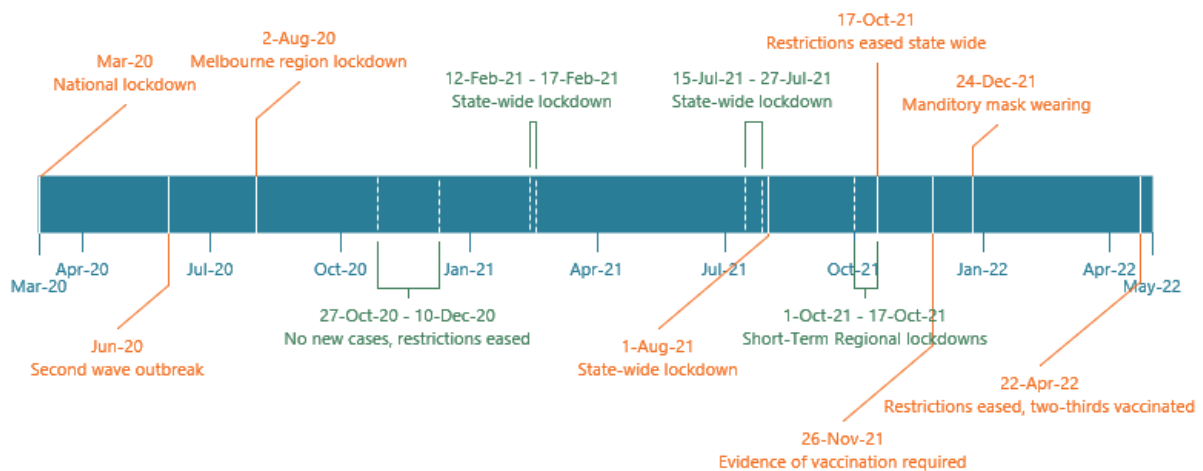 17-Oct-21
Restrictions eased state wide
2-Aug-20
Melbourne region lockdown
Mar-20
National lockdown
12-Feb-21 - 17-Feb-21
State-wide lockdown
15-Jul-21 - 27-Jul-21
State-wide lockdown
24-Dec-21
Manditory mask wearing
Mar-20
Apr-20
Jul-20
Oct-20
Jan-21
Apr-21
Jul-21
Oct-21
Jan-22
Apr-22
May-22
27-Oct-20 - 10-Dec-20
No new cases, restrictions eased
1-Oct-21 - 17-Oct-21
Short-Term Regional lockdowns
Jun-20
Second wave outbreak
1-Aug-21
State-wide lockdown
22-Apr-22
Restrictions eased, two-thirds vaccinated
26-Nov-21
Evidence of vaccination required